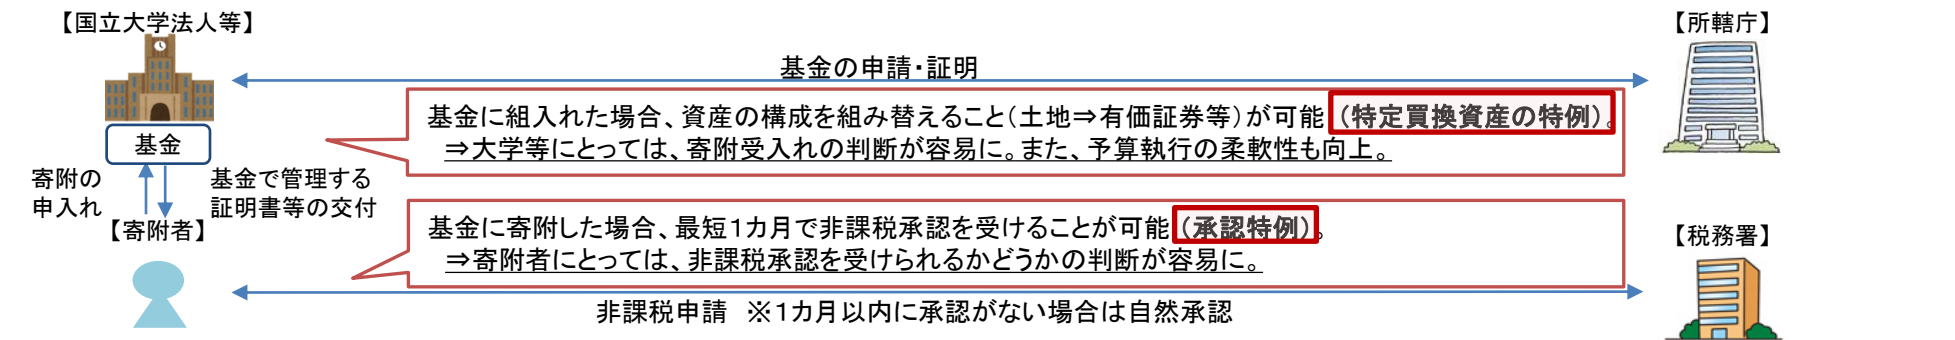 【国立大学法人等】
【所轄庁】
基金の申請・証明
基金に組入れた場合、資産の構成を組み替えること（土地⇒有価証券等）が可能（特定買換資産の特例）。
⇒大学等にとっては、寄附受入れの判断が容易に。また、予算執行の柔軟性も向上。
基金
寄附の
申入れ
基金で管理する
証明書等の交付
【寄附者】
基金に寄附した場合、最短1カ月で非課税承認を受けることが可能（承認特例）。
⇒寄附者にとっては、非課税承認を受けられるかどうかの判断が容易に。
【税務署】
非課税申請　※1カ月以内に承認がない場合は自然承認